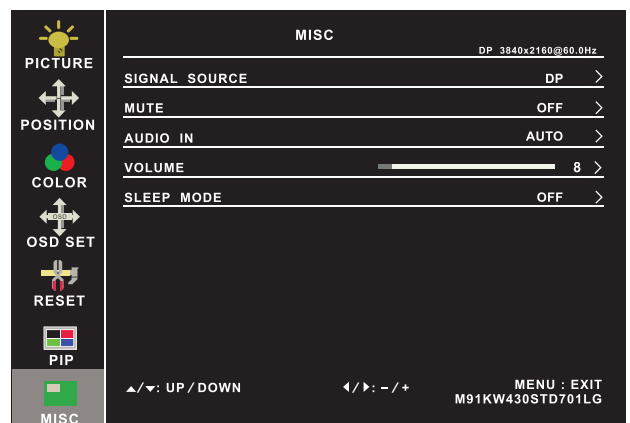 PICTURE
POSITION
COLOR
OSD
OSD SET
RESET
PIP
MISC
MISC
DP 3840x2160@60.0Hz
SIGNAL SOURCE DP >
MUTE OFF >
AUDIO IN AUTO >
VOLUME 8 >
SLEEP MODE OFF >
▲/▼: UP/DOWN ◀/▶: -/+ MENU : EXIT
M91KW430STD701LG